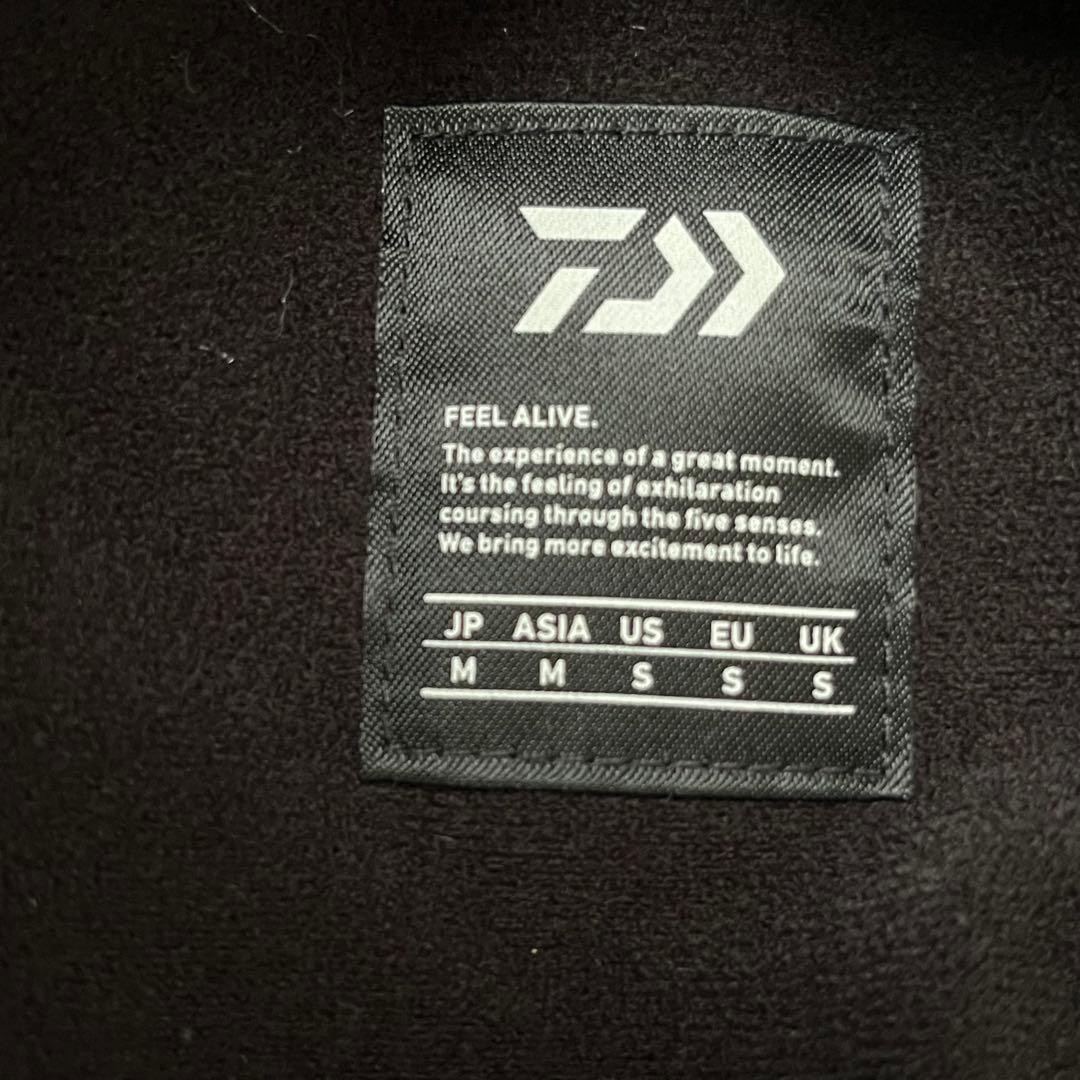 FEEL ALIVE.
The experience of a great moment.
It's the feeling of exhilaration
coursing through the five senses.
We bring more excitement to life.
JP ASIA US EU UK
M M S S S